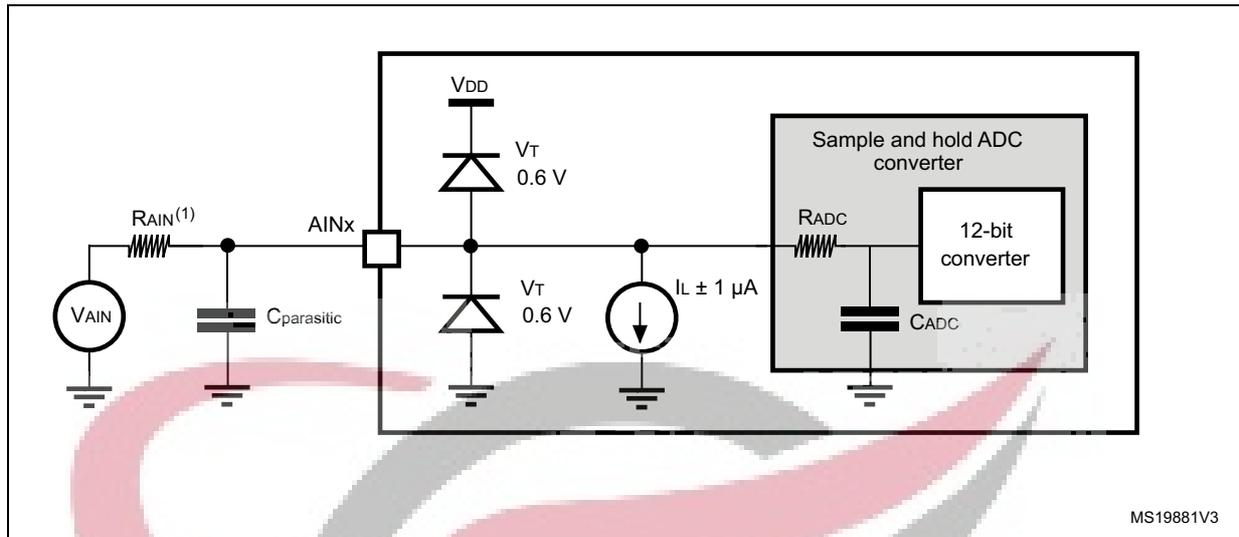 VDD
Sample and hold ADC
converter
VT
0.6 V
RAIN(1)
AINx
RADC
12-bit
converter
VT
0.6 V
IL ± 1 µA
VAIN
Cparasitic
CADC
MS19881V3